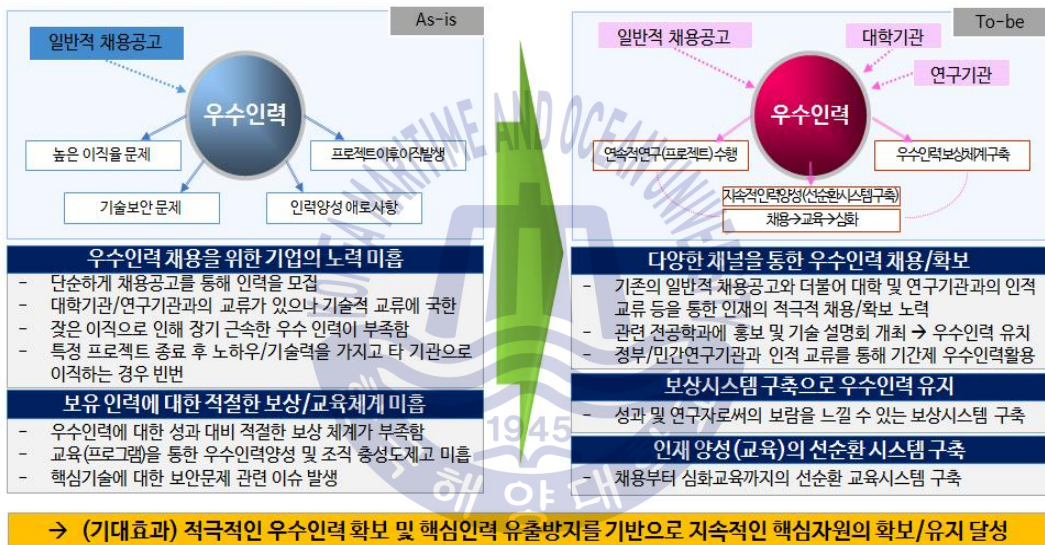 As-is
일반적 채용공고
우수인력
높은 이직율 문제
프로젝트이후이직발생
기술보안 문제
인력양성 애로사항
우수인력 채용을 위한 기업의 노력 미흡
- 단순하게 채용공고를 통해 인력을 모집
- 대학기관/연구기관과의 교류가 있으나 기술적 교류에 국한
- 잦은 이직으로 인해 장기 근속한 우수 인력이 부족함
- 특정 프로젝트 종료 후 노하우/기술력을 가지고 타 기관으로
이직하는 경우 빈번
보유 인력에 대한 적절한 보상/교육체계 미흡
- 우수인력에 대한 성과 대비 적절한 보상 체계가 부족함
- 교육(프로그램)을 통한 우수인력양성 및 조직 충성도제고 미흡
- 핵심기술에 대한 보안문제 관련 이슈 발생
To-be
일반적 채용공고
대학기관
연구기관
우수인력
연속적연구(프로젝트) 수행
우수인력보상체계구축
지속적인력양성(선순환시스템구축)
채용→교육→심화
다양한 채널을 통한 우수인력 채용/확보
- 기존의 일반적 채용공고와 더불어 대학 및 연구기관과의 인적
교류 등을 통한 인재의 적극적 채용/확보 노력
- 관련 전공학과에 홍보 및 기술 설명회 개최 → 우수인력 유치
- 정부/민간연구기관과 인적 교류를 통해 기간제 우수인력활용
보상시스템 구축으로 우수인력 유지
- 성과 및 연구자로써의 보람을 느낄 수 있는 보상시스템 구축
인재 양성(교육)의 선순환 시스템 구축
- 채용부터 심화교육까지의 선순환 교육시스템 구축
→ (기대효과) 적극적인 우수인력 확보 및 핵심인력 유출방지를 기반으로 지속적인 핵심자원의 확보/유지 달성
KOREA MARITIME AND OCEAN UNIVERSITY
1945